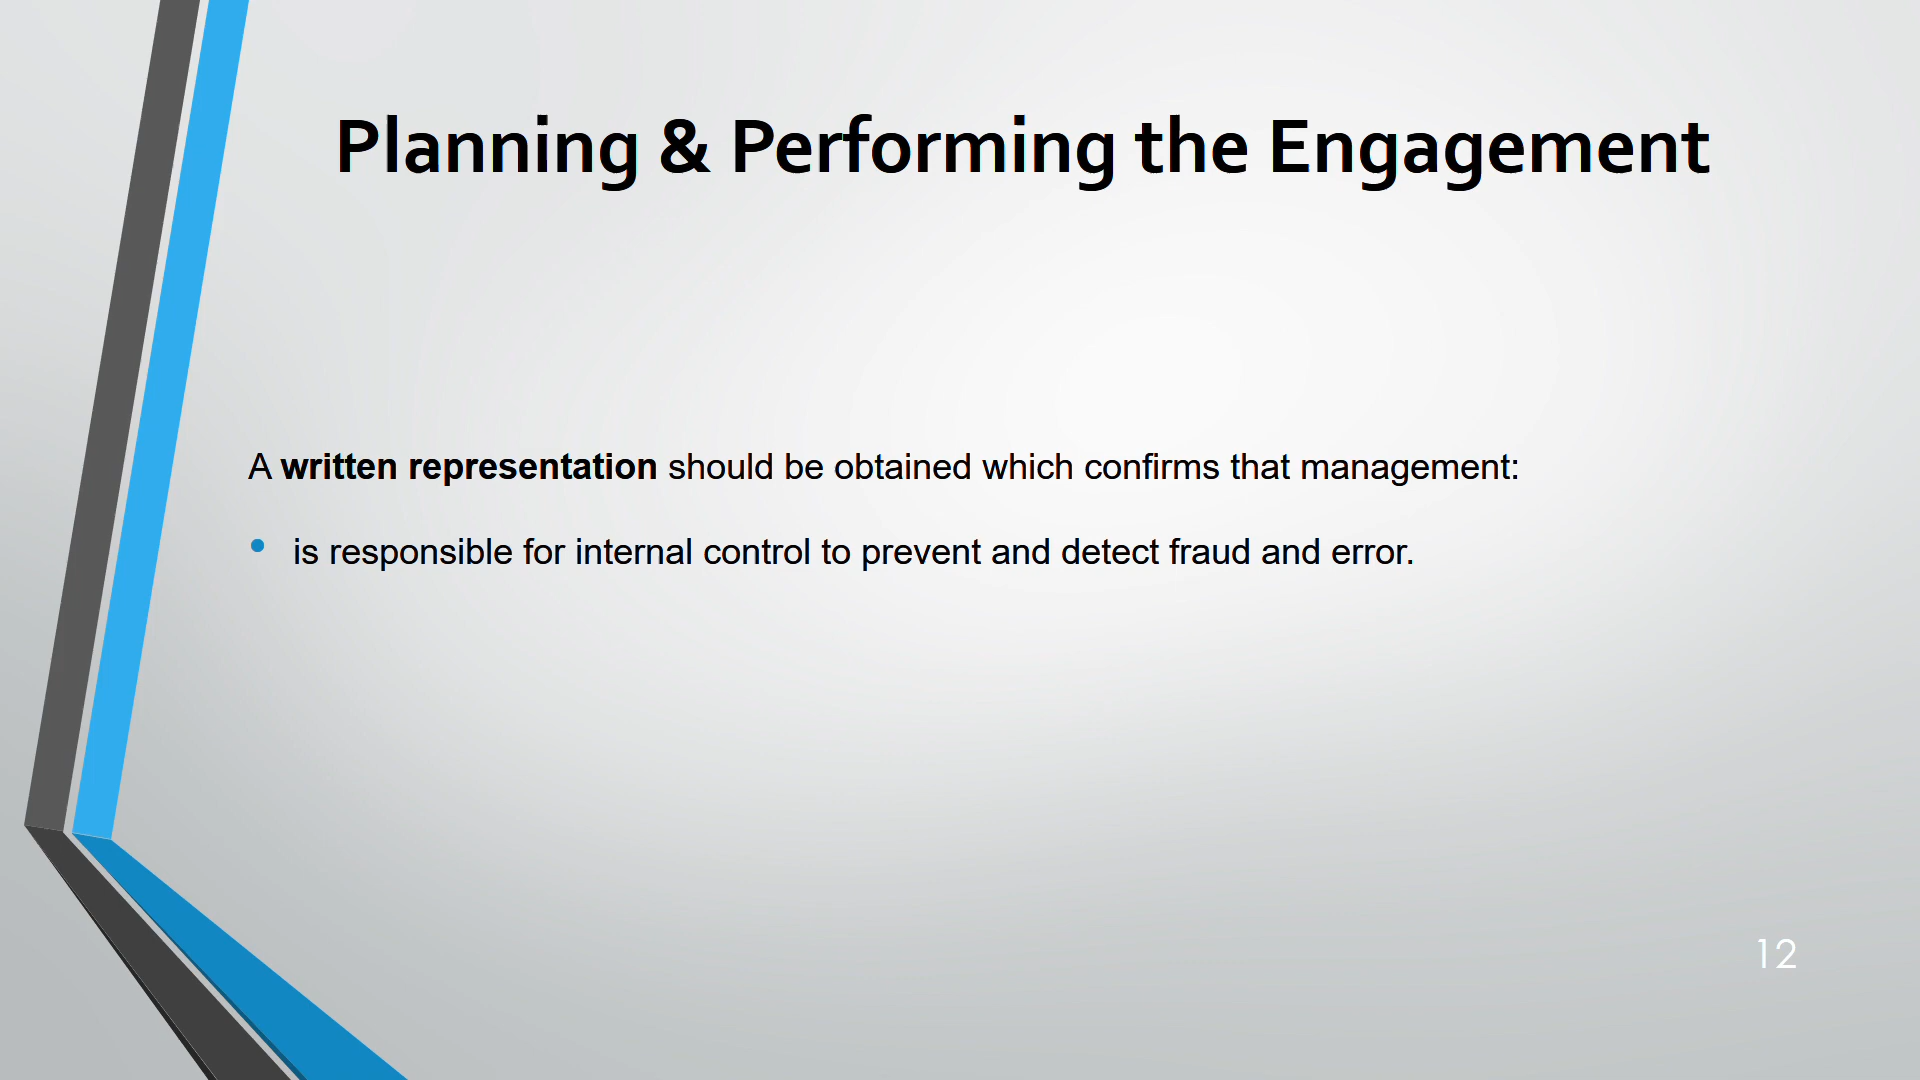 Planning & Performing the Engagement
A written representation should be obtained which confirms that management:
• is responsible for internal control to prevent and detect fraud and error.
12